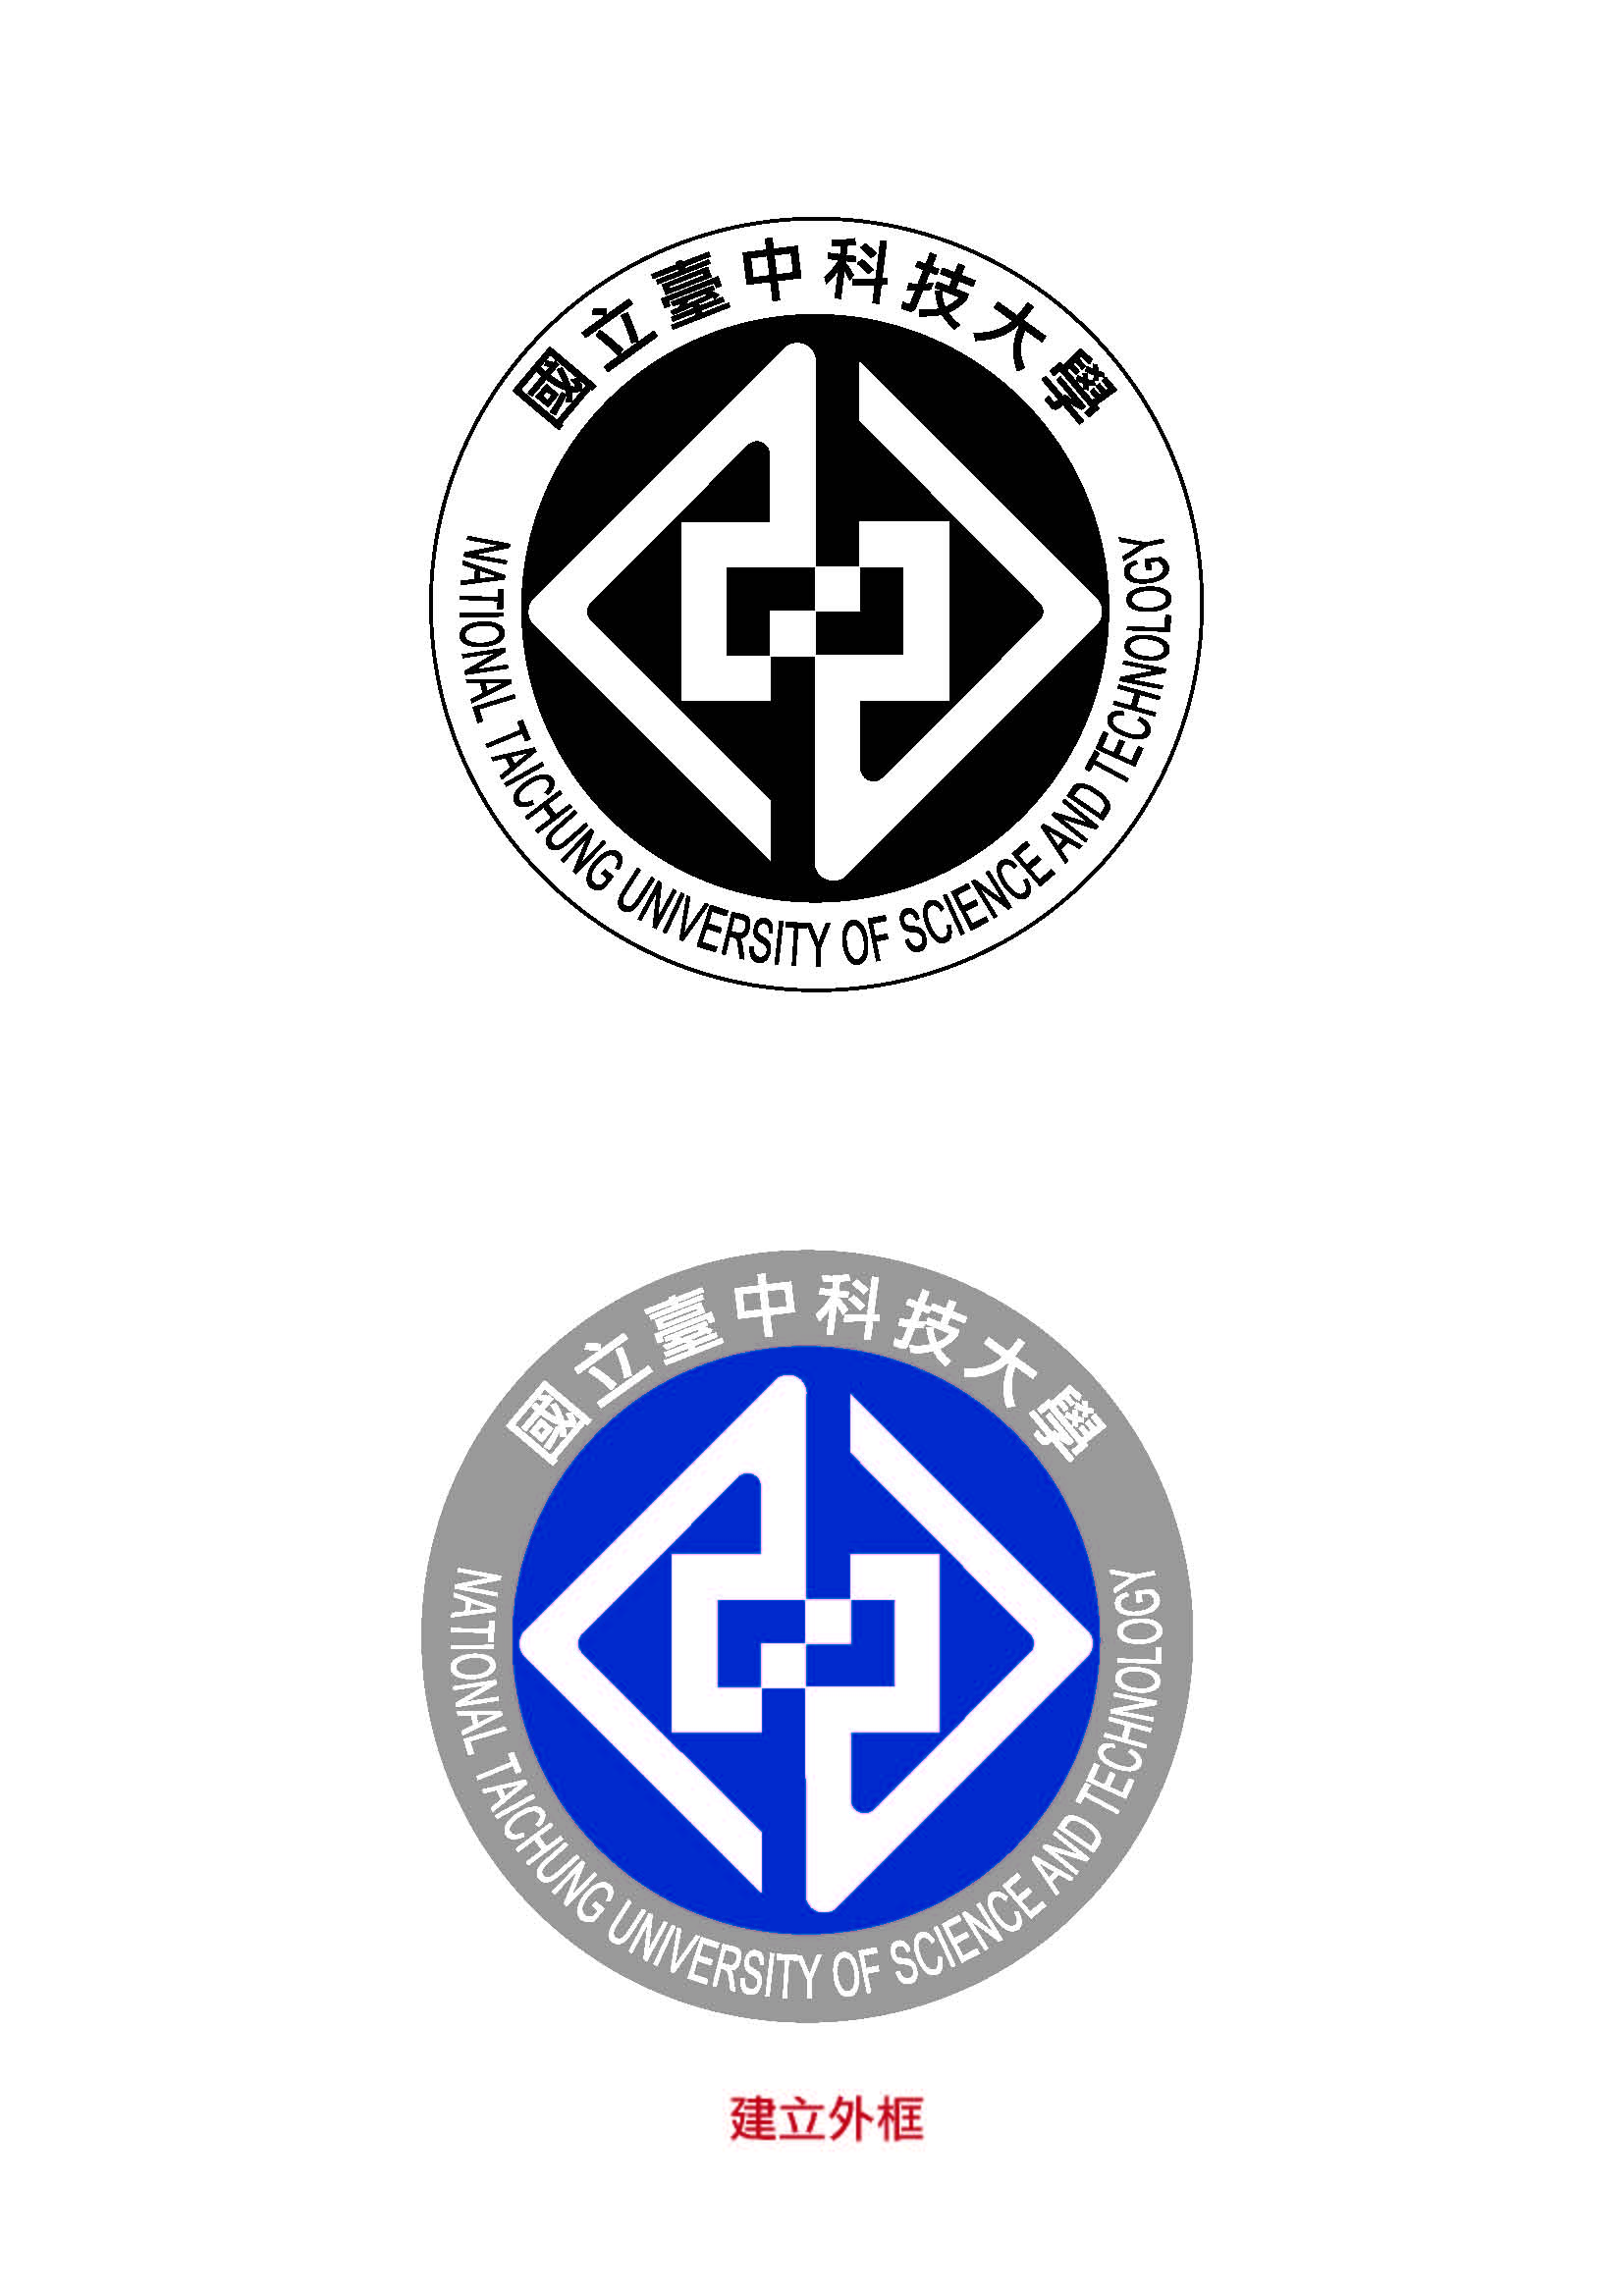 國立臺中科技大學
NATIONAL TAICHUNG UNIVERSITY OF SCIENCE AND TECHNOLOGY
國立臺中科技大學
NATIONAL TAICHUNG UNIVERSITY OF SCIENCE AND TECHNOLOGY
建立外框